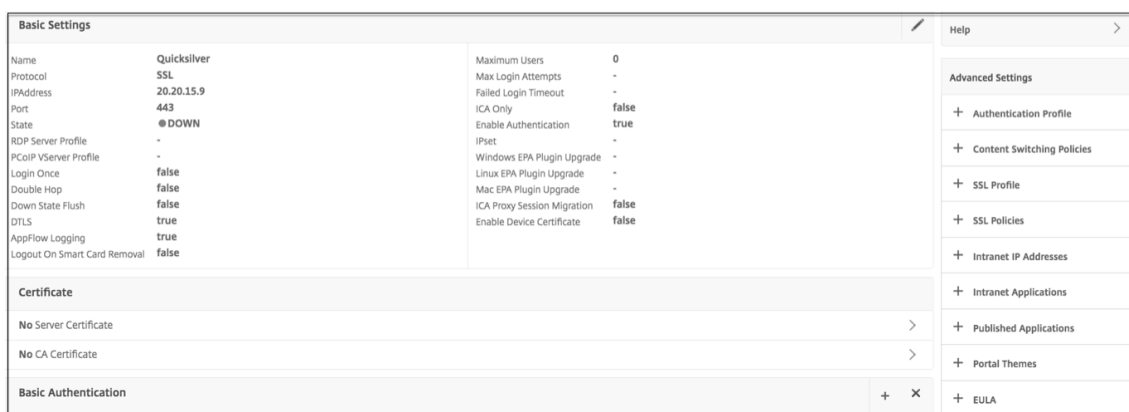 Basic Settings
Name Quicksilver
Protocol SSL
IPAddress 20.20.15.9
Port 443
State DOWN
RDP Server Profile -
PCoIP VServer Profile -
Login Once false
Double Hop false
Down State Flush false
DTLS true
AppFlow Logging true
Logout On Smart Card Removal false
Maximum Users 0
Max Login Attempts -
Failed Login Timeout -
ICA Only false
Enable Authentication true
IPset -
Windows EPA Plugin Upgrade -
Linux EPA Plugin Upgrade -
Mac EPA Plugin Upgrade -
ICA Proxy Session Migration false
Enable Device Certificate false
Certificate
No Server Certificate
No CA Certificate
Basic Authentication
Help
Advanced Settings
+ Authentication Profile
+ Content Switching Policies
+ SSL Profile
+ SSL Policies
+ Intranet IP Addresses
+ Intranet Applications
+ Published Applications
+ Portal Themes
+ EULA